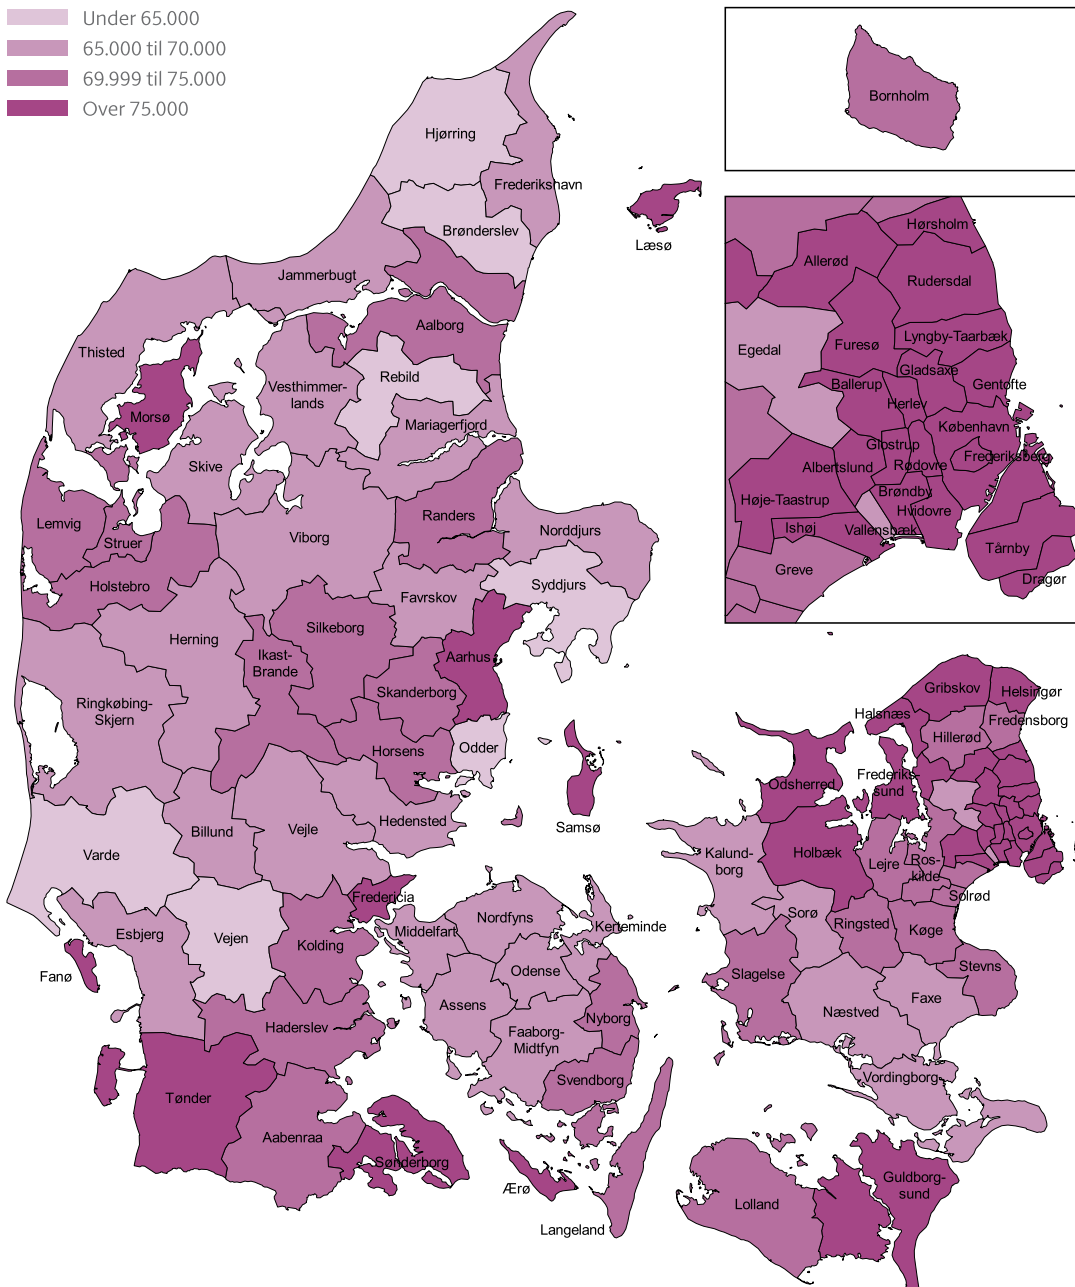 Under 65.000
65.000 til 70.000
69.999 til 75.000
Over 75.000
Bornholm
Hjørring
Frederikshavn
Brønderslev
Læsø
Jammerbugt
Aalborg
Thisted
Rebild
Vesthimmer-
lands
Morsø
Mariagerfjord
Skive
Lemvig
Struer
Randers
Viborg
Norddjurs
Holstebro
Favrskov
Syddjurs
Silkeborg
Herning
Ikast-
Brande
Aarhus
Skanderborg
Ringkøbing-
Skjern
Horsens
Odder
Hedensted
Billund
Vejle
Samsø
Varde
Fredericia
Esbjerg
Vejen
Kolding
Fanø
Haderslev
Tønder
Aabenraa
Sønderborg
Ærø
Langeland
Nordfyns
Middelfart
Kerteminde
Odense
Assens
Faaborg-
Midtfyn
Nyborg
Svendborg
Hørsholm
Allerød
Rudersdal
Egedal
Furesø
Lyngby-Taarbæk
Gladsaxe
Ballerup
Gentofte
Herlev
København
Glostrup
Frederiksberg
Albertslund
Rødovre
Høje-Taastrup
Brøndby
Hvidovre
Ishøj
Vallensbæk
Greve
Tårnby
Dragør
Gribskov
Helsingør
Halsnæs
Fredensborg
Hillerød
Odsherred
Frederiks-
sund
Kalund-
borg
Holbæk
Lejre
Ros-
kilde
Solrød
Sorø
Ringsted
Køge
Slagelse
Stevns
Faxe
Næstved
Vordingborg
Guldborg-
sund
Lolland